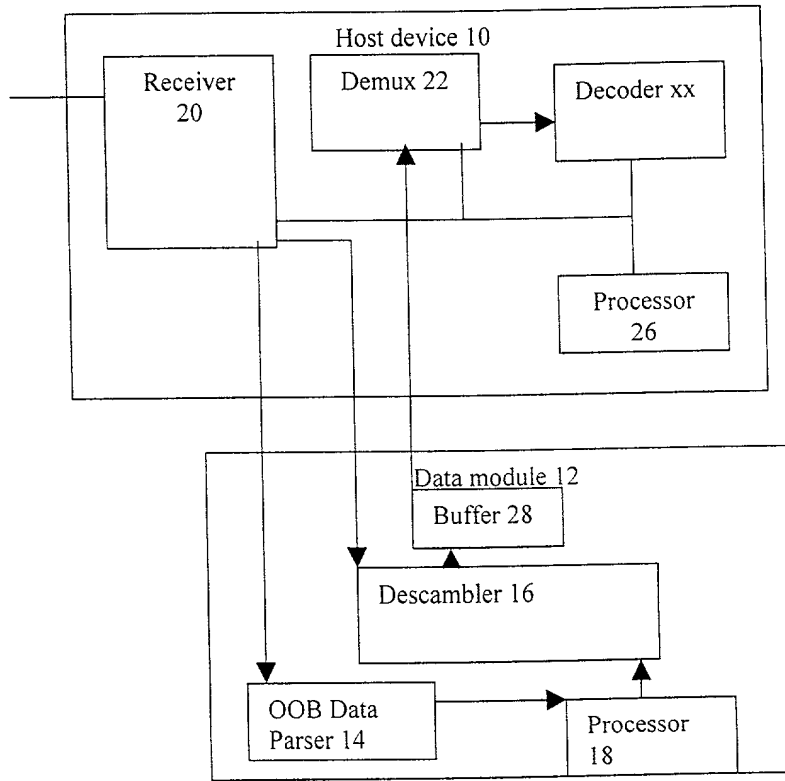 Host device 10
Receiver
20
Demux 22
Decoder xx
Processor
26
Data module 12
Buffer 28
Descambler 16
OOB Data
Parser 14
Processor
18